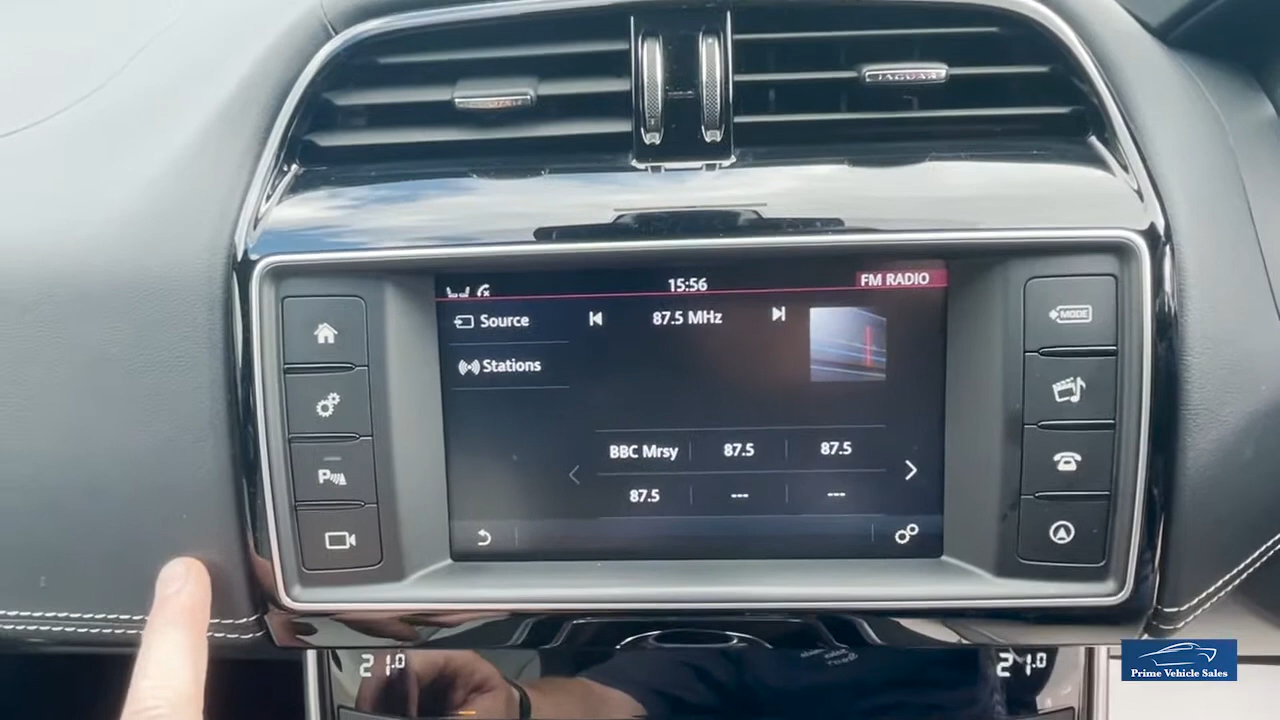 JAGUAR
15:56
FM RADIO
Source
87.5 MHz
Stations
BBC Mrsy
87.5
87.5
87.5
---
---
MODE
P
21.0
21.0
Prime Vehicle Sales